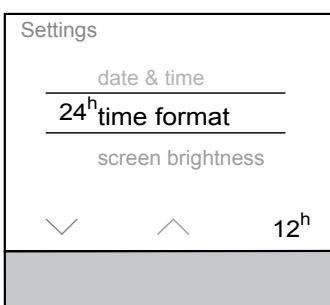 Settings
date & time
24h time format
screen brightness
12h